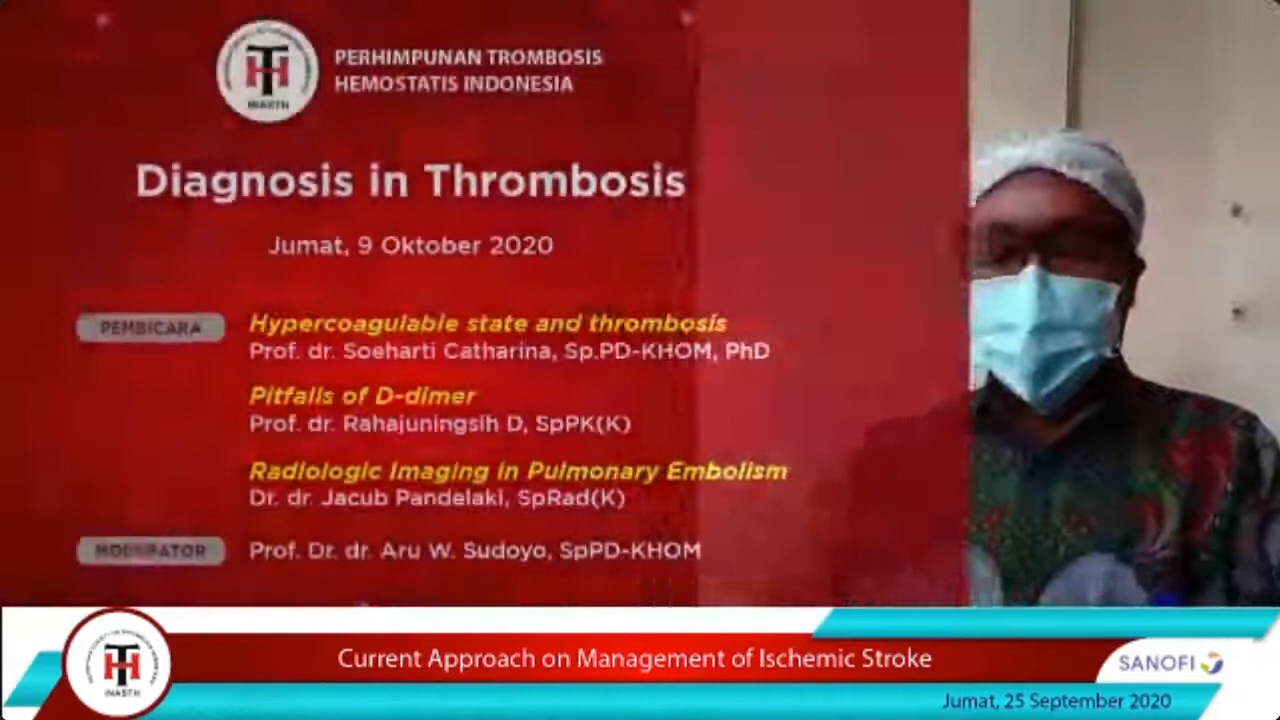 PERHIMPUNAN TROMBOSIS
HEMOSTATIS INDONESIA
INASTH
Diagnosis in Thrombosis
Jumat, 9 Oktober 2020
PEMBICARA
Hypercoagulable state and thrombosis
Prof. dr. Soeharti Catharina, Sp.PD-KHOM, PhD
Pitfalls of D-dimer
Prof. dr. Rahajuningsih D, SpPK(K)
Radiologic Imaging in Pulmonary Embolism
Dr. dr. Jacub Pandelaki, SpRad(K)
MODERATOR
Prof. Dr. dr. Aru W. Sudoyo, SpPD-KHOM
Current Approach on Management of Ischemic Stroke
INASTH
SANOFI
Jumat, 25 September 2020